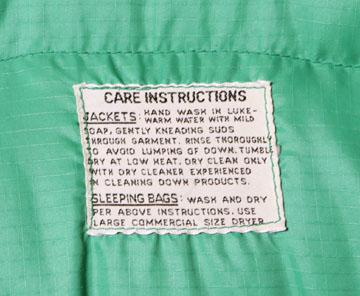 CARE INSTRUCTIONS
JACKETS: HAND WASH IN LUKE-
WARM WATER WITH MILD
SOAP, GENTLY KNEADING SUDS
THROUGH GARMENT. RINSE THOROUGHLY
TO AVOID LUMPING OF DOWN. TUMBLE
DRY AT LOW HEAT. DRY CLEAN ONLY
WITH DRY CLEANER EXPERIENCED
IN CLEANING DOWN PRODUCTS.
SLEEPING BAGS: WASH AND DRY
PER ABOVE INSTRUCTIONS. USE
LARGE COMMERCIAL SIZE DRYER